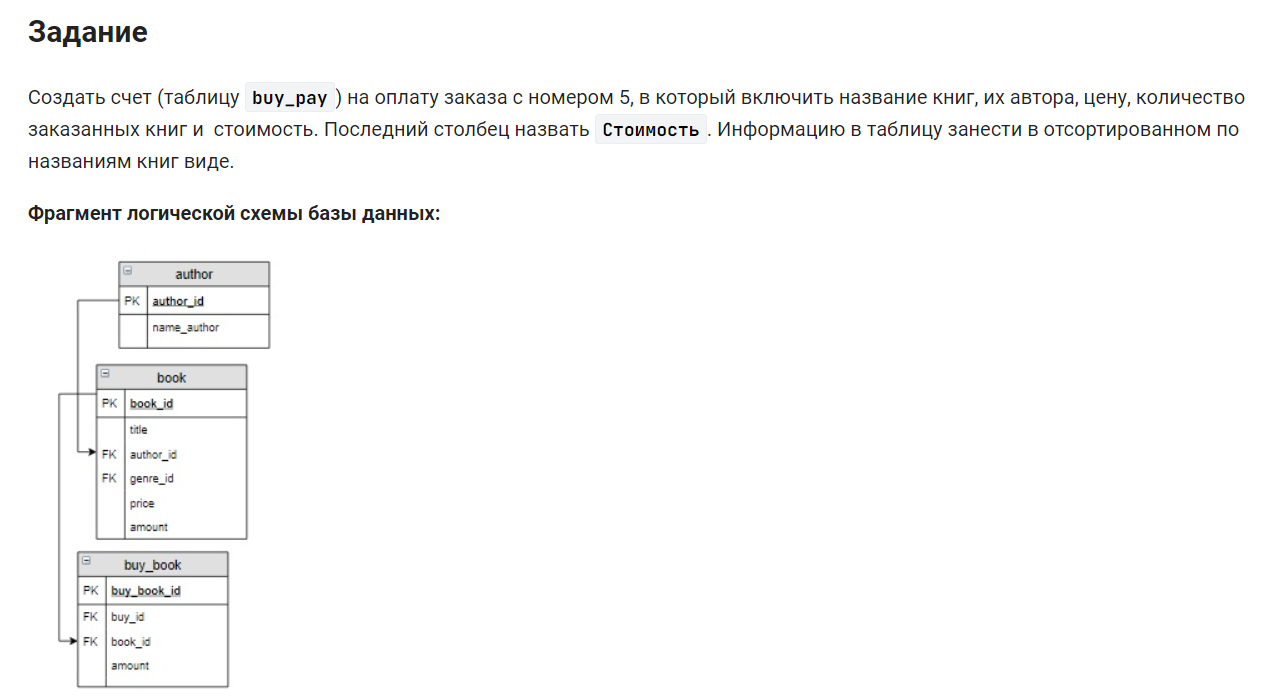 Задание
Создать счет (таблицу buy_pay) на оплату заказа с номером 5, в который включить название книг, их автора, цену, количество
заказанных книг и стоимость. Последний столбец назвать Стоимость. Информацию в таблицу занести в отсортированном по
названиям книг виде.
Фрагмент логической схемы базы данных:
author
PK author_id
name_author
book
PK book_id
title
FK author_id
FK genre_id
price
amount
buy_book
PK buy_book_id
FK buy_id
FK book_id
amount